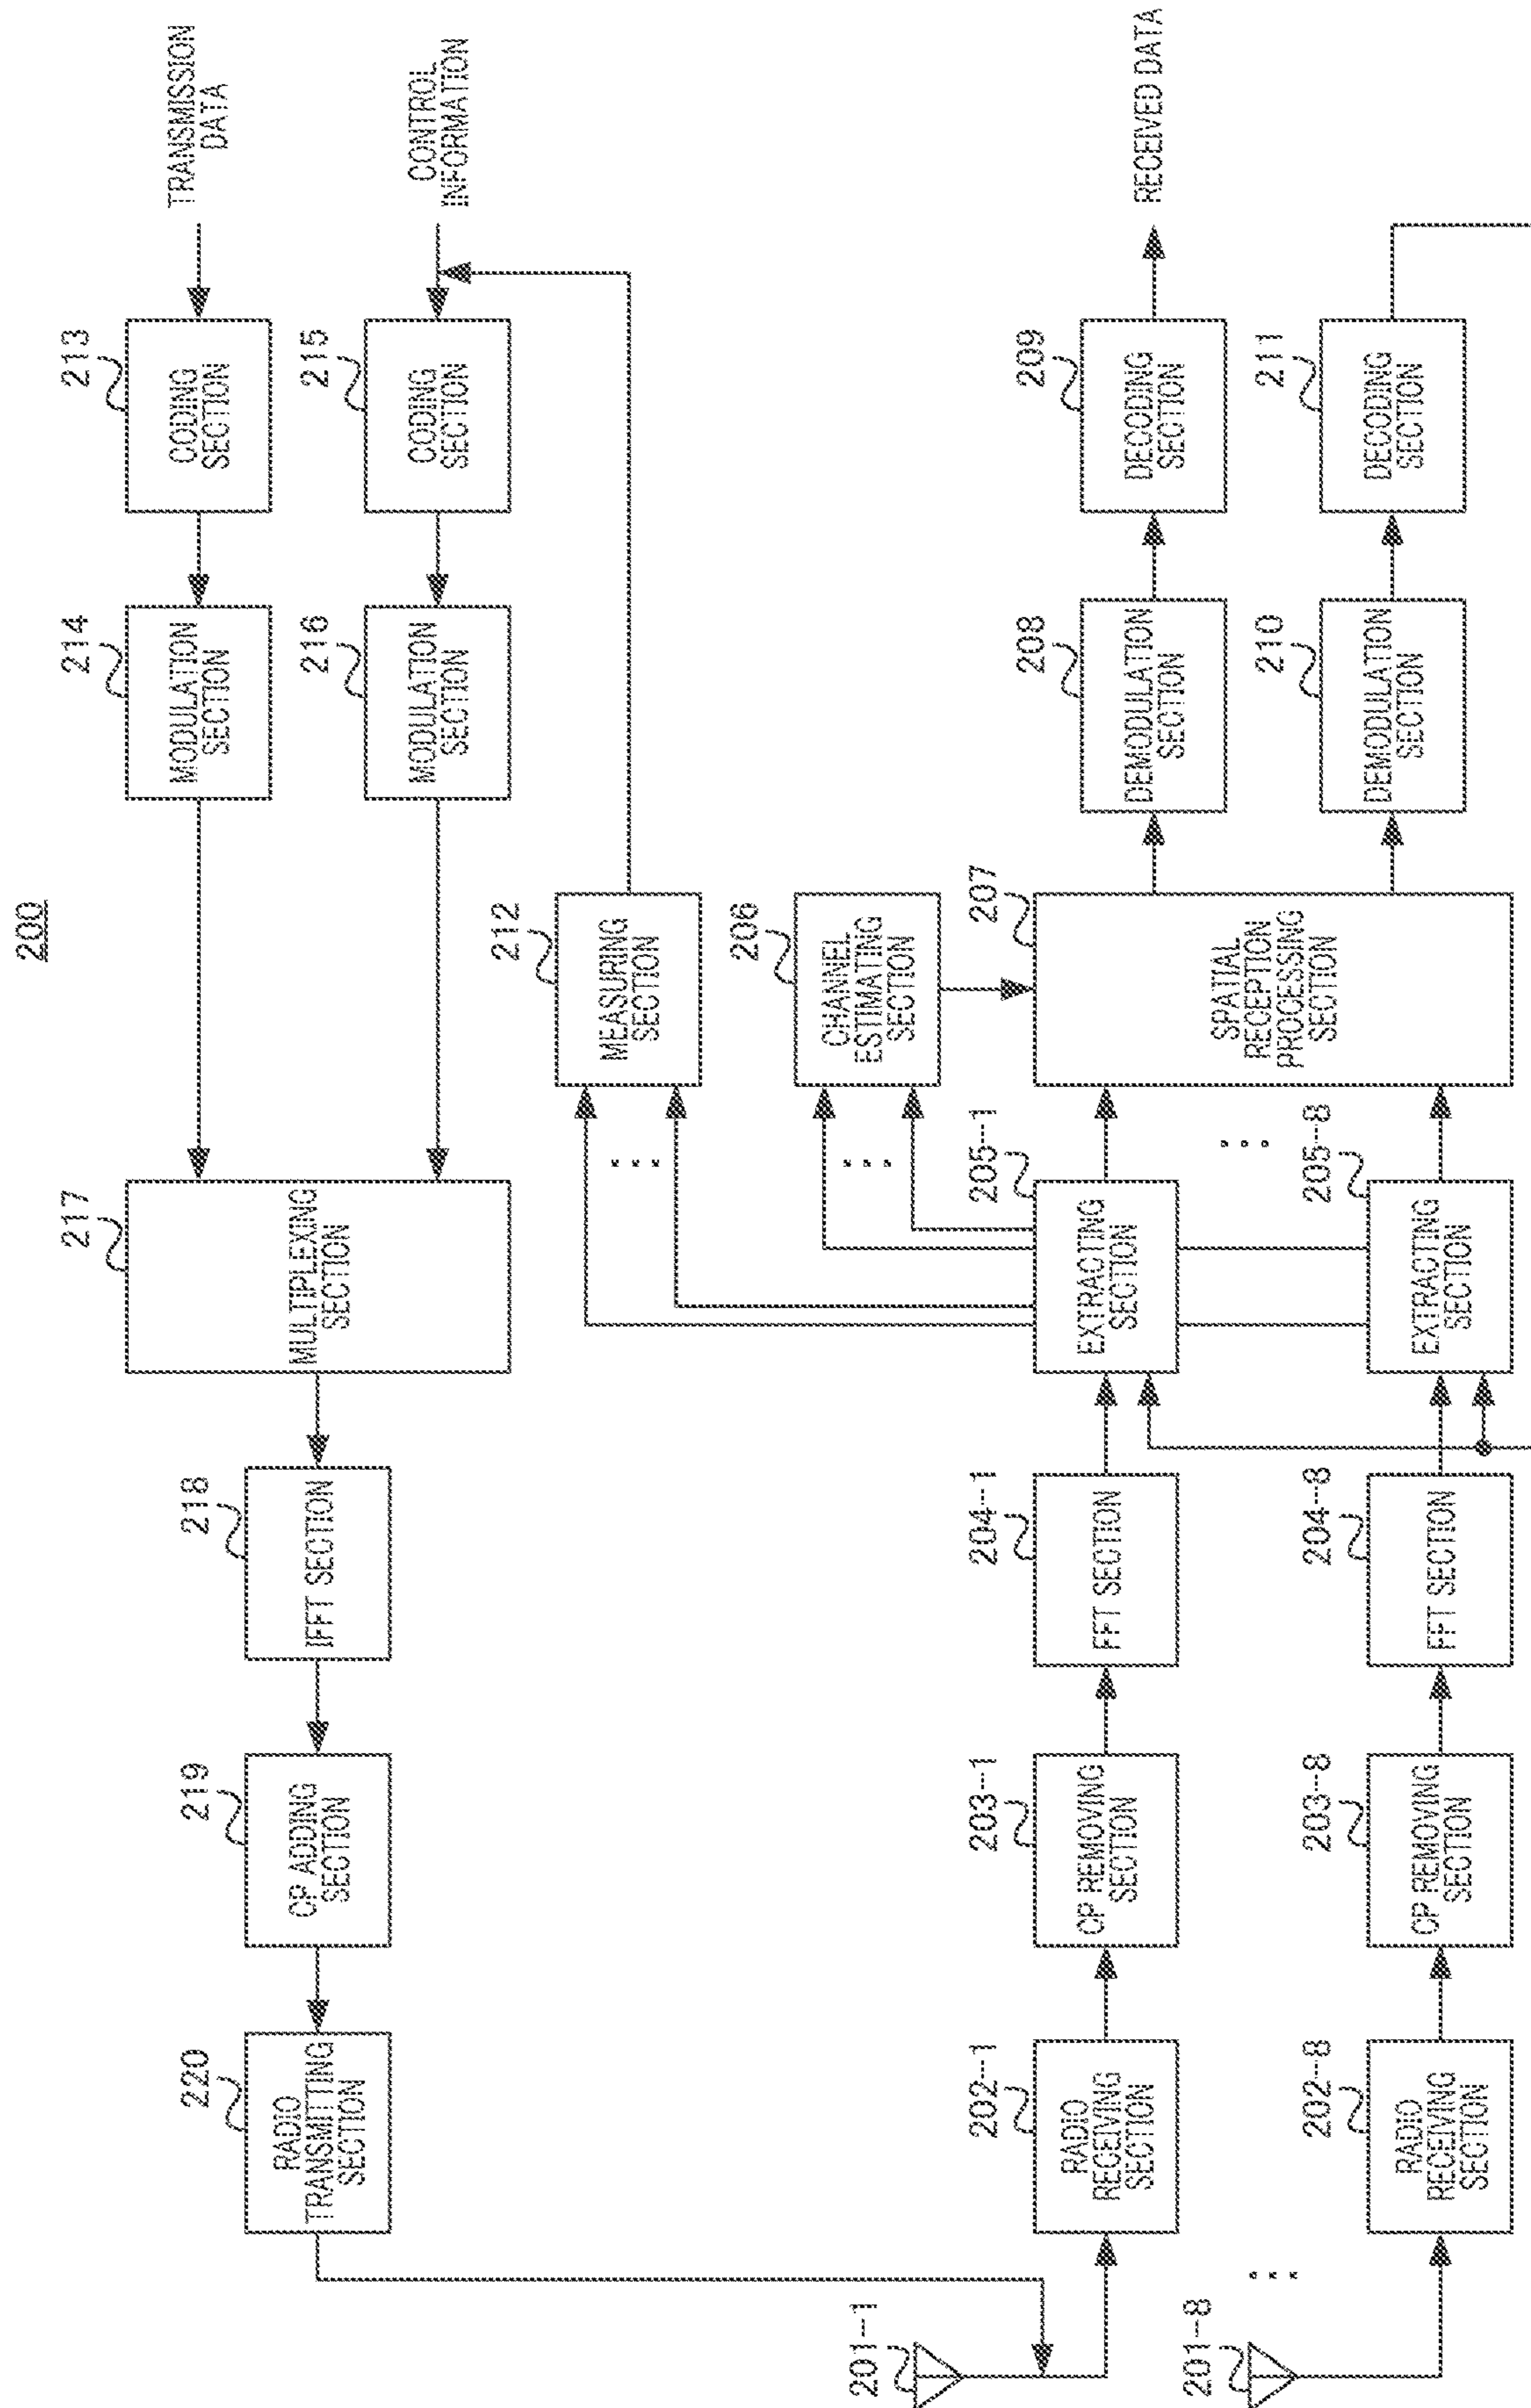 200
TRANSMISSION
DATA
CONTROL
INFORMATION
RECEIVED DATA
213
CODING
SECTION
215
CODING
SECTION
214
MODULATION
SECTION
216
MODULATION
SECTION
217
MULTIPLEXING
SECTION
218
IFFT SECTION
219
CP ADDING
SECTION
220
RADIO
TRANSMITTING
SECTION
212
MEASURING
SECTION
206
CHANNEL
ESTIMATING
SECTION
207
SPATIAL
RECEPTION
PROCESSING
SECTION
209
DECODING
SECTION
211
DECODING
SECTION
208
DEMODULATION
SECTION
210
DEMODULATION
SECTION
201-1
202-1
RADIO
RECEIVING
SECTION
203-1
CP REMOVING
SECTION
204-1
FFT SECTION
205-1
EXTRACTING
SECTION
201-8
202-8
RADIO
RECEIVING
SECTION
203-8
CP REMOVING
SECTION
204-8
FFT SECTION
205-8
EXTRACTING
SECTION